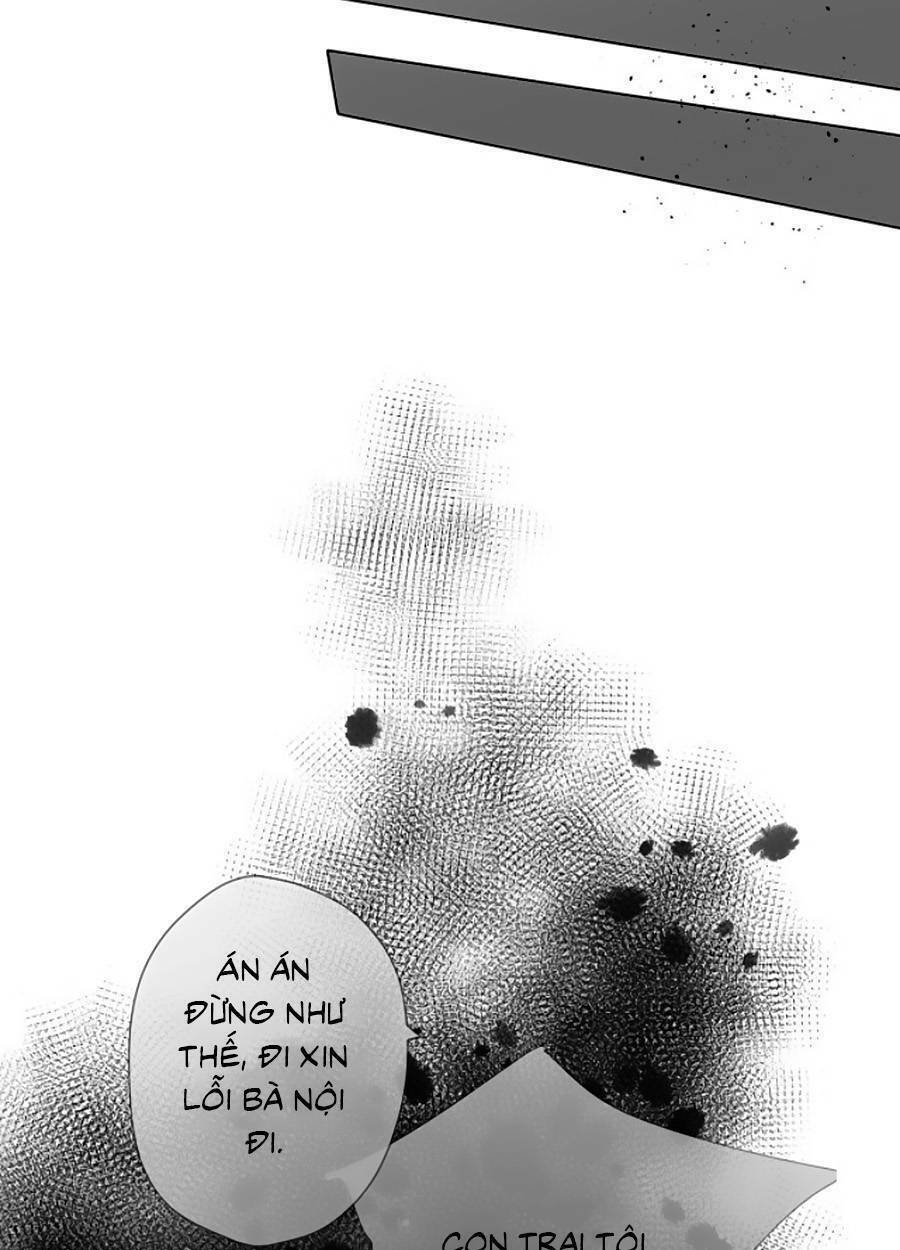 ÁN ÁN
ĐỪNG NHƯ
THẾ, ĐI XIN
LỖI BÀ NỘI
ĐI.
CON TRAI TÔI